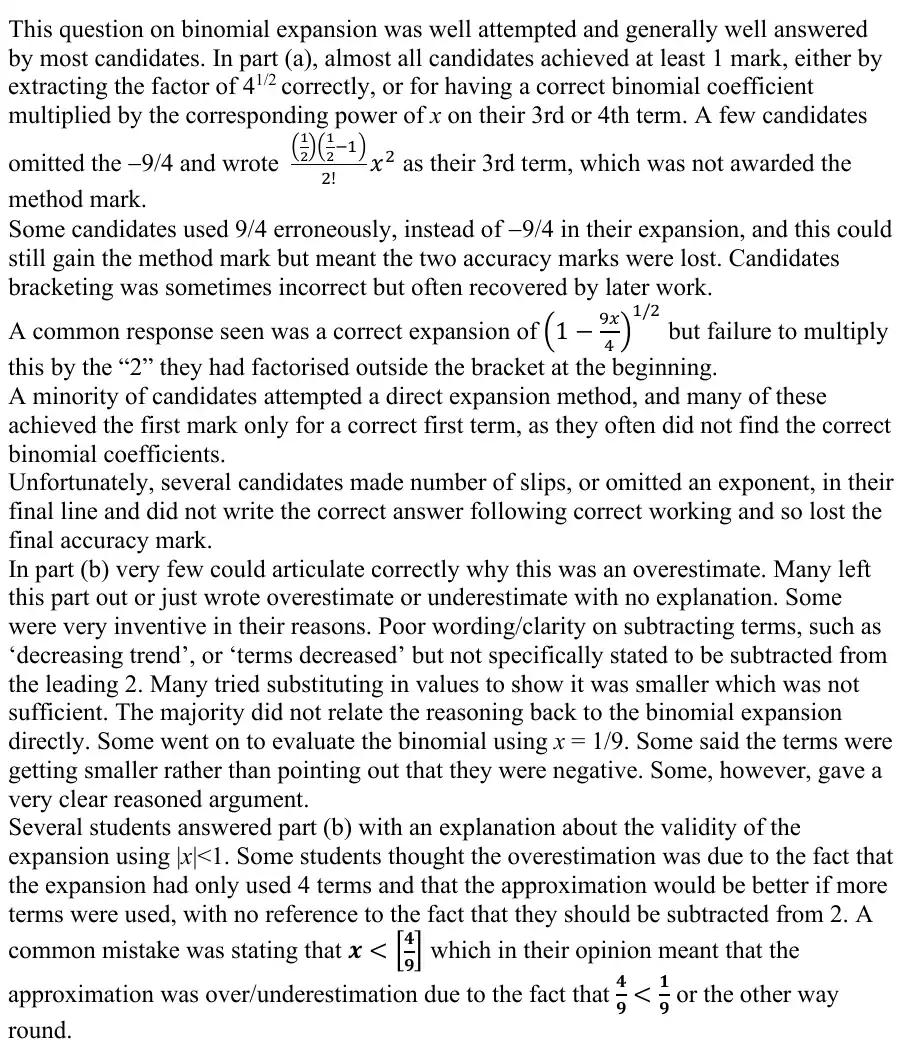 This question on binomial expansion was well attempted and generally well answered
by most candidates. In part (a), almost all candidates achieved at least 1 mark, either by
extracting the factor of 4^{1/2} correctly, or for having a correct binomial coefficient
multiplied by the corresponding power of x on their 3rd or 4th term. A few candidates
omitted the –9/4 and wrote \frac{(\frac{1}{2})(\frac{1}{2}-1)}{2!}x^2 as their 3rd term, which was not awarded the
method mark.
Some candidates used 9/4 erroneously, instead of –9/4 in their expansion, and this could
still gain the method mark but meant the two accuracy marks were lost. Candidates
bracketing was sometimes incorrect but often recovered by later work.
A common response seen was a correct expansion of (1 − \frac{9x}{4})^{1/2} but failure to multiply
this by the “2” they had factorised outside the bracket at the beginning.
A minority of candidates attempted a direct expansion method, and many of these
achieved the first mark only for a correct first term, as they often did not find the correct
binomial coefficients.
Unfortunately, several candidates made number of slips, or omitted an exponent, in their
final line and did not write the correct answer following correct working and so lost the
final accuracy mark.
In part (b) very few could articulate correctly why this was an overestimate. Many left
this part out or just wrote overestimate or underestimate with no explanation. Some
were very inventive in their reasons. Poor wording/clarity on subtracting terms, such as
‘decreasing trend’, or ‘terms decreased’ but not specifically stated to be subtracted from
the leading 2. Many tried substituting in values to show it was smaller which was not
sufficient. The majority did not relate the reasoning back to the binomial expansion
directly. Some went on to evaluate the binomial using x = 1/9. Some said the terms were
getting smaller rather than pointing out that they were negative. Some, however, gave a
very clear reasoned argument.
Several students answered part (b) with an explanation about the validity of the
expansion using |x|<1. Some students thought the overestimation was due to the fact that
the expansion had only used 4 terms and that the approximation would be better if more
terms were used, with no reference to the fact that they should be subtracted from 2. A
common mistake was stating that x < [\frac{4}{9}] which in their opinion meant that the
approximation was over/underestimation due to the fact that \frac{4}{9} < \frac{1}{9} or the other way
round.